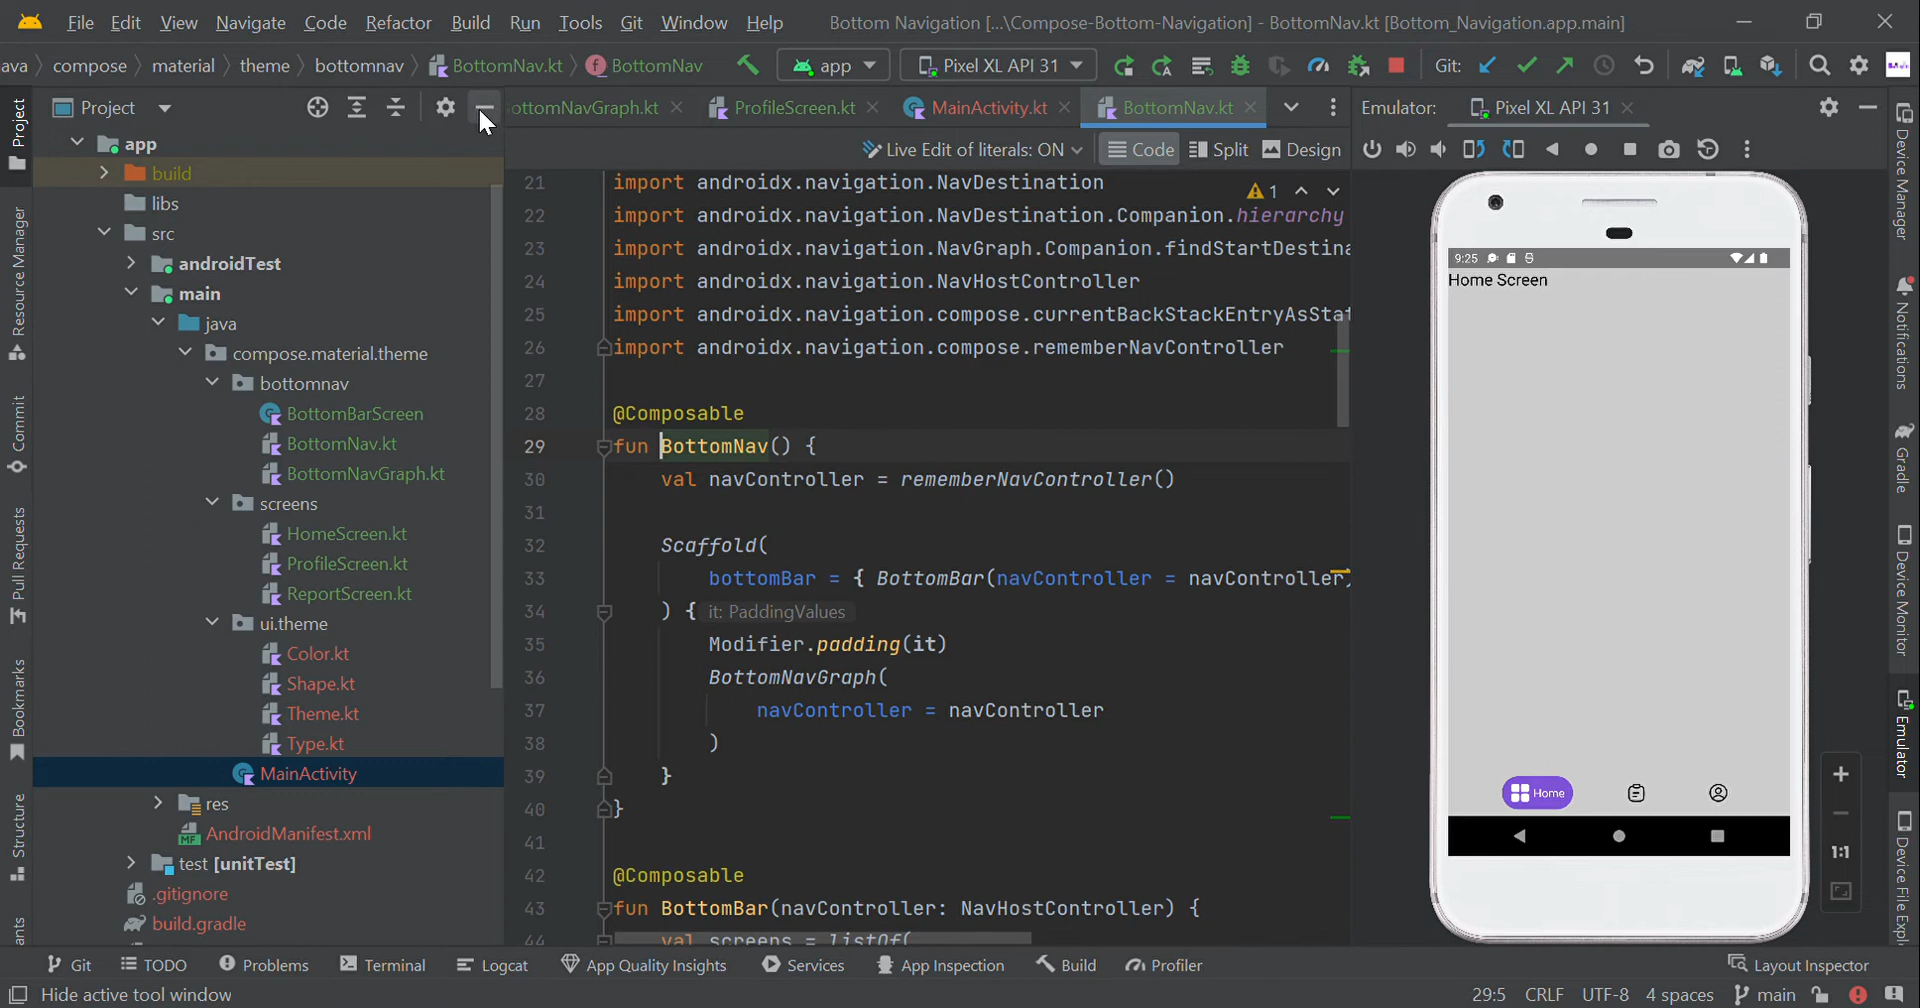 File Edit View Navigate Code Refactor Build Run Tools Git Window Help Bottom Navigation [...\Compose-Bottom-Navigation] - BottomNav.kt [Bottom_Navigation.app.main]
ava compose material theme bottomnav BottomNav.kt BottomNav app Pixel XL API 31 Git:
Project ottomNavGraph.kt ProfileScreen.kt MainActivity.kt BottomNav.kt Emulator: Pixel XL API 31
Live Edit of literals: ON Code Split Design
Project
Resource Manager
Commit
Pull Requests
Bookmarks
Structure
app
build
libs
src
androidTest
main
java
compose.material.theme
bottomnav
BottomBarScreen
BottomNav.kt
BottomNavGraph.kt
screens
HomeScreen.kt
ProfileScreen.kt
ReportScreen.kt
ui.theme
Color.kt
Shape.kt
Theme.kt
Type.kt
MainActivity
res
MF AndroidManifest.xml
test [unitTest]
.gitignore
build.gradle
1
21 import androidx.navigation.NavDestination
22 import androidx.navigation.NavDestination.Companion.hierarchy
23 import androidx.navigation.NavGraph.Companion.findStartDestina
24 import androidx.navigation.NavHostController
25 import androidx.navigation.compose.currentBackStackEntryAsStat
26 import androidx.navigation.compose.rememberNavController
27
28 @Composable
29 fun BottomNav() {
30 val navController = rememberNavController()
31
32 Scaffold(
33 bottomBar = { BottomBar(navController = navController)
34 ) { it: PaddingValues
35 Modifier.padding(it)
36 BottomNavGraph(
37 navController = navController
38 )
39 }
40 }
41
42 @Composable
43 fun BottomBar(navController: NavHostController) {
44 val screens = listOf(
9:25
Home Screen
Home
1:1
Device Manager
Notifications
Gradle
Device Monitor
Emulator
Device File Expl
Git TODO Problems Terminal Logcat App Quality Insights Services App Inspection Build Profiler Layout Inspector
Hide active tool window 29:5 CRLF UTF-8 4 spaces main